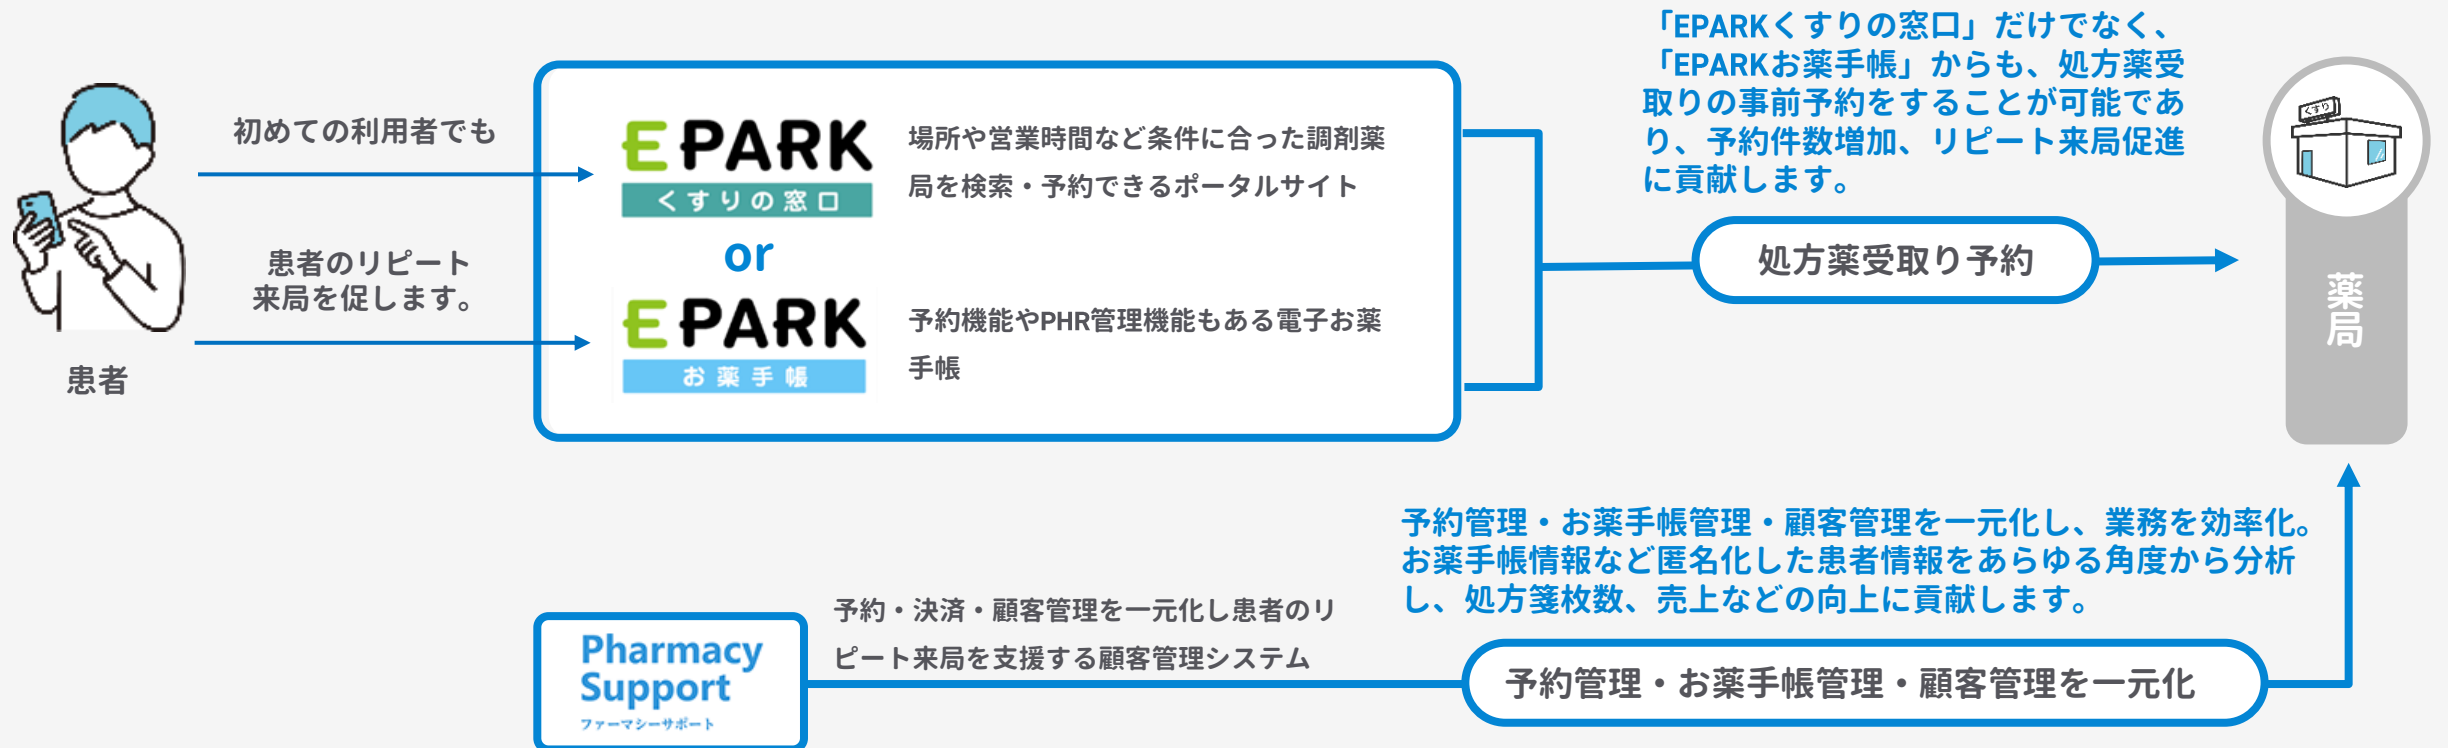 初めての利用者でも
患者のリピート
来局を促します。
患者
EPARK
くすりの窓口
場所や営業時間など条件に合った調剤薬
局を検索・予約できるポータルサイト
or
EPARK
お薬手帳
予約機能やPHR管理機能もある電子お薬
手帳
「EPARKくすりの窓口」だけでなく、
「EPARKお薬手帳」からも、処方薬受
取りの事前予約をすることが可能であ
り、予約件数増加、リピート来局促進
に貢献します。
処方薬受取り予約
くすり
薬局
予約管理・お薬手帳管理・顧客管理を一元化し、業務を効率化。
お薬手帳情報など匿名化した患者情報をあらゆる角度から分析
し、処方箋枚数、売上などの向上に貢献します。
Pharmacy
Support
ファーマシーサポート
予約・決済・顧客管理を一元化し患者のリ
ピート来局を支援する顧客管理システム
予約管理・お薬手帳管理・顧客管理を一元化